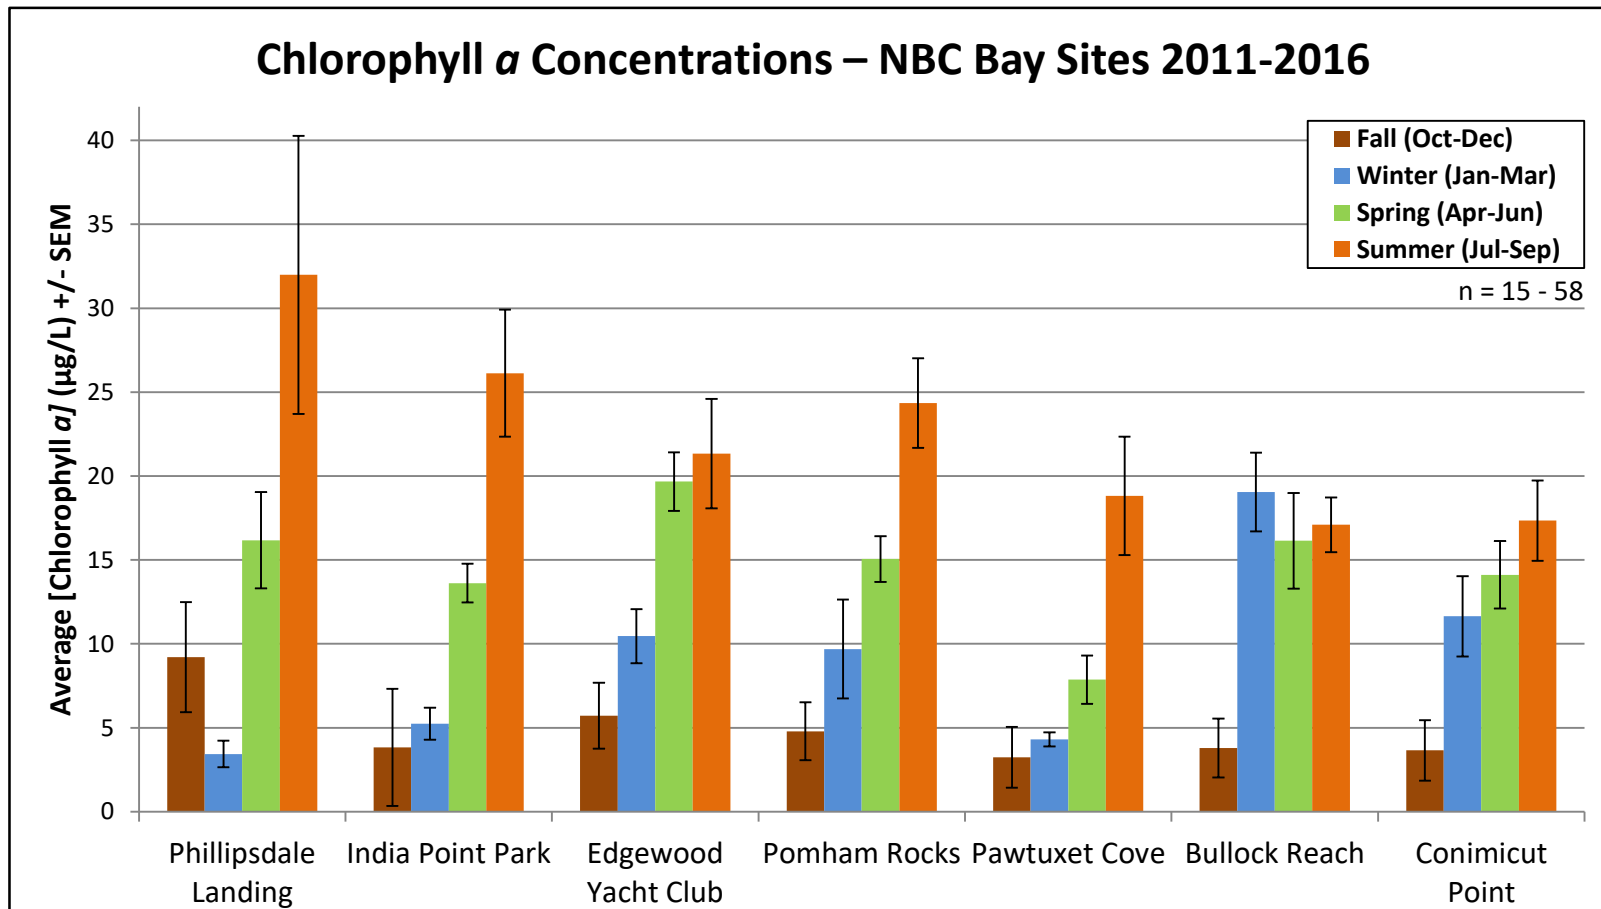 Chlorophyll a Concentrations – NBC Bay Sites 2011-2016
Average [Chlorophyll a] (µg/L) +/- SEM
40
35
30
25
20
15
10
5
0
Fall (Oct-Dec)
Winter (Jan-Mar)
Spring (Apr-Jun)
Summer (Jul-Sep)
n = 15 - 58
Phillipsdale
Landing
India Point Park
Edgewood
Yacht Club
Pomham Rocks
Pawtuxet Cove
Bullock Reach
Conimicut
Point